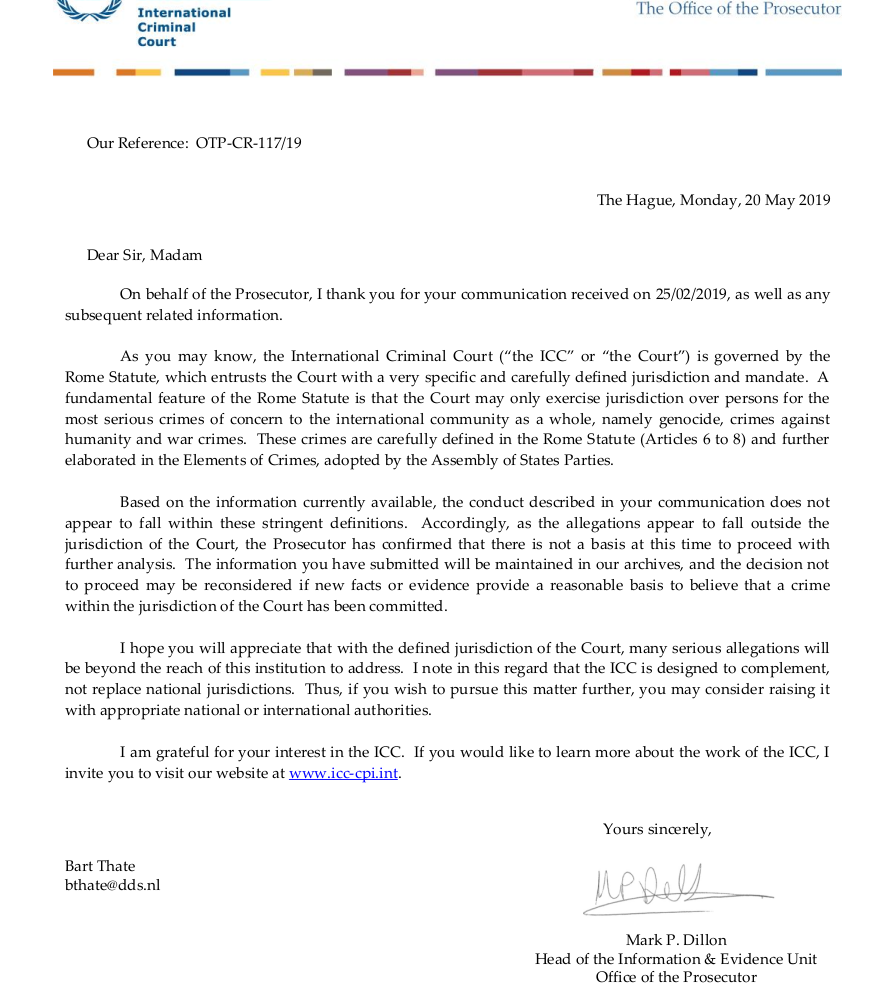 International
Criminal
Court
The Office of the Prosecutor
Our Reference: OTP-CR-117/19
The Hague, Monday, 20 May 2019
Dear Sir, Madam
On behalf of the Prosecutor, I thank you for your communication received on 25/02/2019, as well as any
subsequent related information.
As you may know, the International Criminal Court (“the ICC” or “the Court”) is governed by the
Rome Statute, which entrusts the Court with a very specific and carefully defined jurisdiction and mandate. A
fundamental feature of the Rome Statute is that the Court may only exercise jurisdiction over persons for the
most serious crimes of concern to the international community as a whole, namely genocide, crimes against
humanity and war crimes. These crimes are carefully defined in the Rome Statute (Articles 6 to 8) and further
elaborated in the Elements of Crimes, adopted by the Assembly of States Parties.
Based on the information currently available, the conduct described in your communication does not
appear to fall within these stringent definitions. Accordingly, as the allegations appear to fall outside the
jurisdiction of the Court, the Prosecutor has confirmed that there is not a basis at this time to proceed with
further analysis. The information you have submitted will be maintained in our archives, and the decision not
to proceed may be reconsidered if new facts or evidence provide a reasonable basis to believe that a crime
within the jurisdiction of the Court has been committed.
I hope you will appreciate that with the defined jurisdiction of the Court, many serious allegations will
be beyond the reach of this institution to address. I note in this regard that the ICC is designed to complement,
not replace national jurisdictions. Thus, if you wish to pursue this matter further, you may consider raising it
with appropriate national or international authorities.
I am grateful for your interest in the ICC. If you would like to learn more about the work of the ICC, I
invite you to visit our website at www.icc-cpi.int.
Yours sincerely,
Bart Thate
bthate@dds.nl
Mark P. Dillon
Head of the Information & Evidence Unit
Office of the Prosecutor